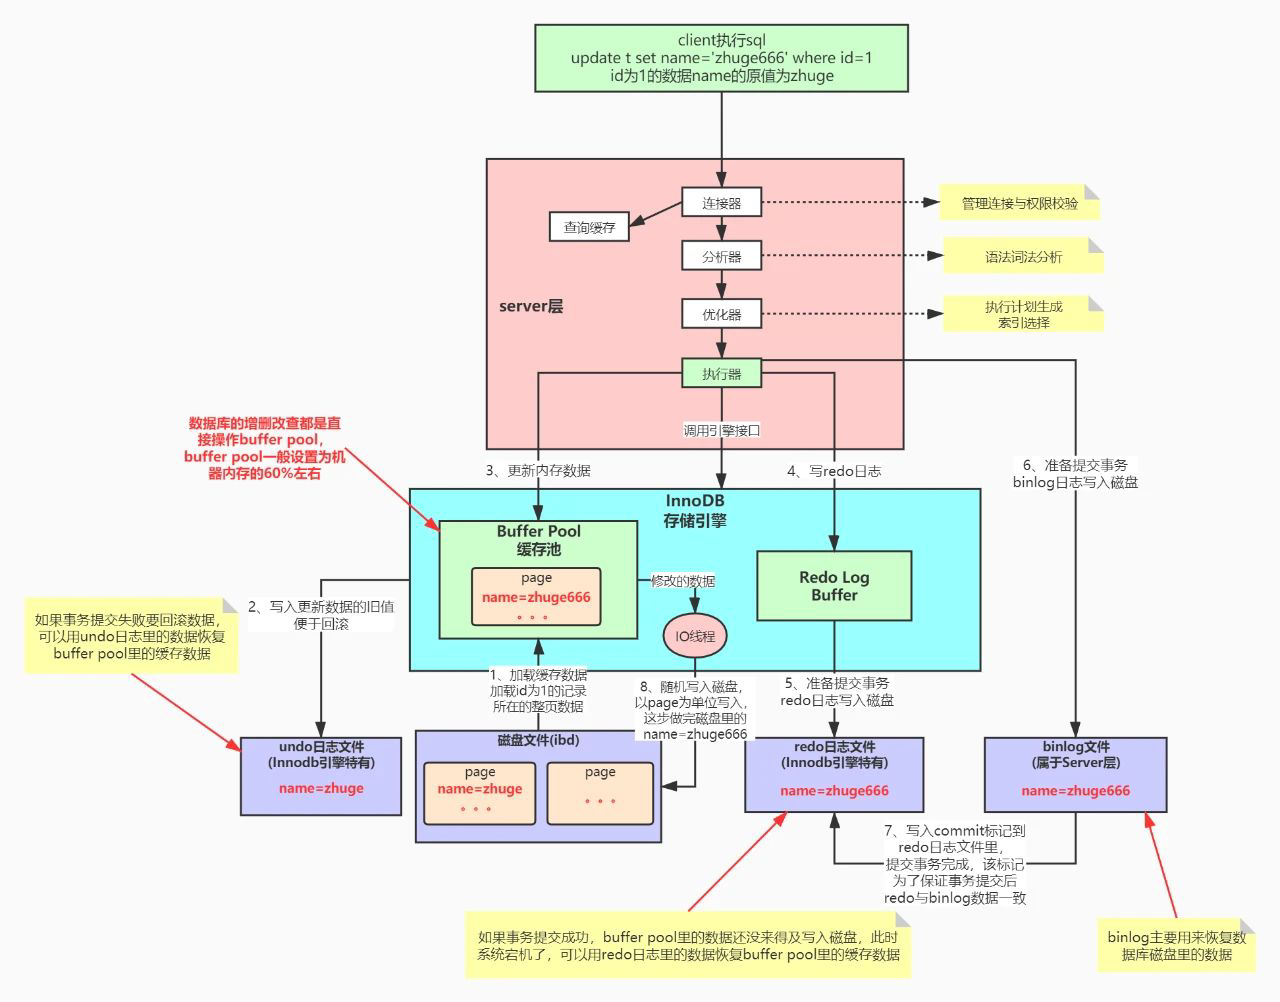 client执行sql
update t set name='zhuge666' where id=1
id为1的数据name的原值为zhuge
连接器
管理连接与权限校验
查询缓存
分析器
语法词法分析
server层
优化器
执行计划生成
索引选择
执行器
数据库的增删改查都是直
接操作buffer pool，
buffer pool一般设置为机
器内存的60%左右
调用引擎接口
3、更新内存数据
4、写redo日志
6、准备提交事务
binlog日志写入磁盘
InnoDB
存储引擎
Buffer Pool
缓存池
page
name=zhuge666
。。。
修改的数据
IO线程
Redo Log
Buffer
2、写入更新数据的旧值
便于回滚
如果事务提交失败要回滚数据，
可以用undo日志里的数据恢复
buffer pool里的缓存数据
1、加载缓存数据
加载id为1的记录
所在的整页数据
8、随机写入磁盘，
以page为单位写入，
这步做完磁盘里的
name=zhuge666
5、准备提交事务
redo日志写入磁盘
undo日志文件
(Innodb引擎特有)
name=zhuge
磁盘文件(ibd)
page
name=zhuge
。。。
page
。。。
redo日志文件
(Innodb引擎特有)
name=zhuge666
binlog文件
(属于Server层)
name=zhuge666
7、写入commit标记到
redo日志文件里，
提交事务完成，该标记
为了保证事务提交后
redo与binlog数据一致
如果事务提交成功，buffer pool里的数据还没来得及写入磁盘，此时
系统宕机了，可以用redo日志里的数据恢复buffer pool里的缓存数据
binlog主要用来恢复数
据库磁盘里的数据